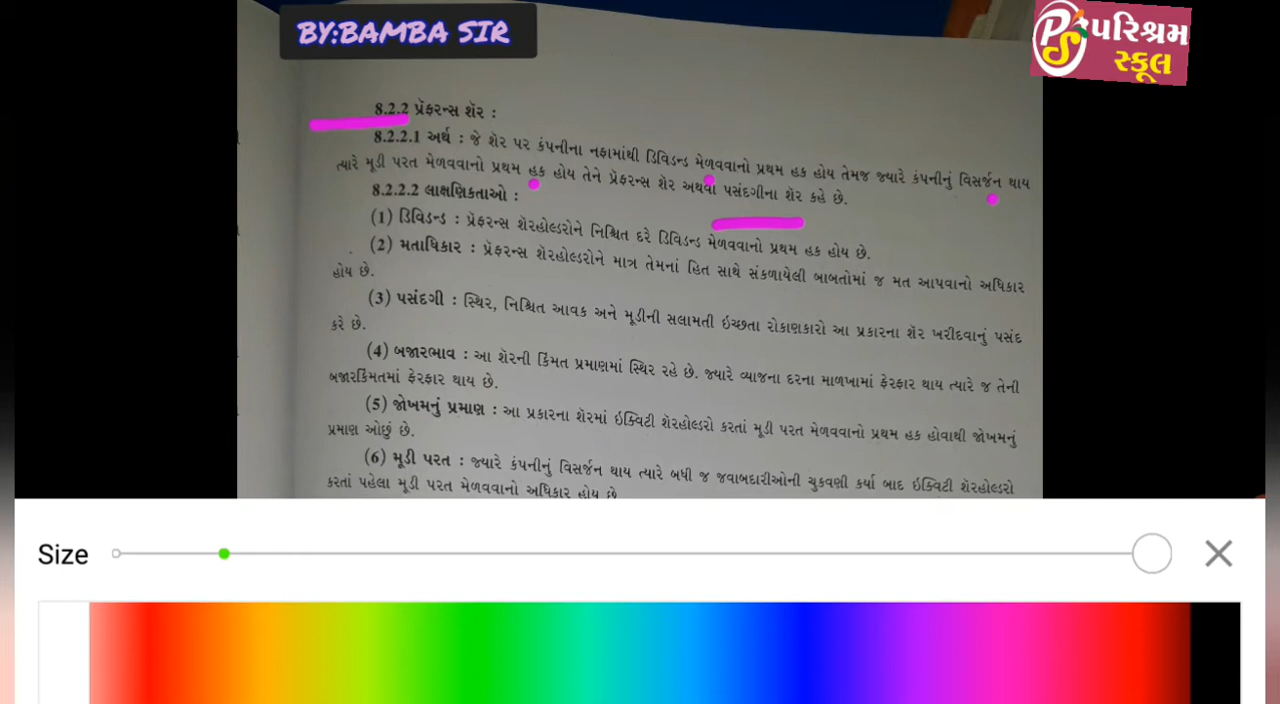 BY:BAMBA SIR
PS પરિશ્રમ
સ્કૂલ
8.2.2 પ્રેફરન્સ શૅર :
8.2.2.1 અર્થ : જે શૅર પર કંપનીના નફામાંથી ડિવિડન્ડ મેળવવાનો પ્રથમ હક હોય તેમજ જ્યારે કંપનીનું વિસર્જન થાય
ત્યારે મૂડી પરત મેળવવાનો પ્રથમ હક હોય તેને પ્રેફરન્સ શૅર અથવા પસંદગીના શૅર કહે છે.
8.2.2.2 લાક્ષણિકતાઓ :
(1) ડિવિડન્ડ : પ્રેફરન્સ શૅરહોલ્ડરોને નિશ્ચિત દરે ડિવિડન્ડ મેળવવાનો પ્રથમ હક હોય છે.
(2) મતાધિકાર : પ્રૅફરન્સ શૅરહોલ્ડરોને માત્ર તેમનાં હિત સાથે સંકળાયેલી બાબતોમાં જ મત આપવાનો અધિકાર
હોય છે.
(3) પસંદગી : સ્થિર, નિશ્ચિત આવક અને મૂડીની સલામતી ઇચ્છતા રોકાણકારો આ પ્રકારના શૅર ખરીદવાનું પસંદ
કરે છે.
(4) બજારભાવ : આ શૅરની કિંમત પ્રમાણમાં સ્થિર રહે છે. જ્યારે વ્યાજના દરના માળખામાં ફેરફાર થાય ત્યારે જ તેની
બજારકિંમતમાં ફેરફાર થાય છે.
(5) જોખમનું પ્રમાણ : આ પ્રકારના શૅરમાં ઇક્વિટી શૅરહોલ્ડરો કરતાં મૂડી પરત મેળવવાનો પ્રથમ હક હોવાથી જોખમનું
પ્રમાણ ઓછું છે.
(6) મૂડી પરત : જ્યારે કંપનીનું વિસર્જન થાય ત્યારે બધી જ જવાબદારીઓની ચુકવણી કર્યા બાદ ઇક્વિટી શૅરહોલ્ડરો
કરતાં પહેલા મૂડી પરત મેળવવાનો અધિકાર હોય છે
Size